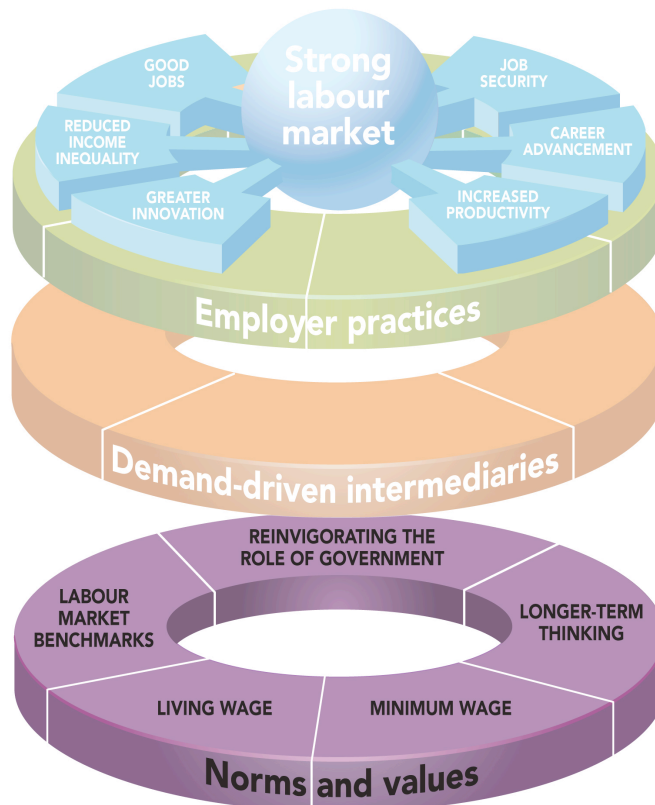 Strong
labour
market
GOOD
JOBS
JOB
SECURITY
REDUCED
INCOME
INEQUALITY
CAREER
ADVANCEMENT
GREATER
INNOVATION
INCREASED
PRODUCTIVITY
Employer practices
Demand-driven intermediaries
REINVIGORATING THE
ROLE OF GOVERNMENT
LABOUR
MARKET
BENCHMARKS
LONGER-TERM
THINKING
LIVING WAGE
MINIMUM WAGE
Norms and values